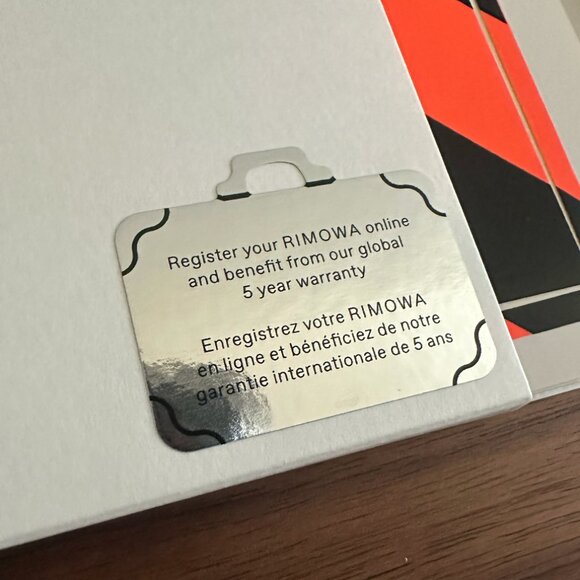 Register your RIMOWA online
and benefit from our global
5 year warranty
Enregistrez votre RIMOWA
en ligne et bénéficiez de notre
garantie internationale de 5 ans